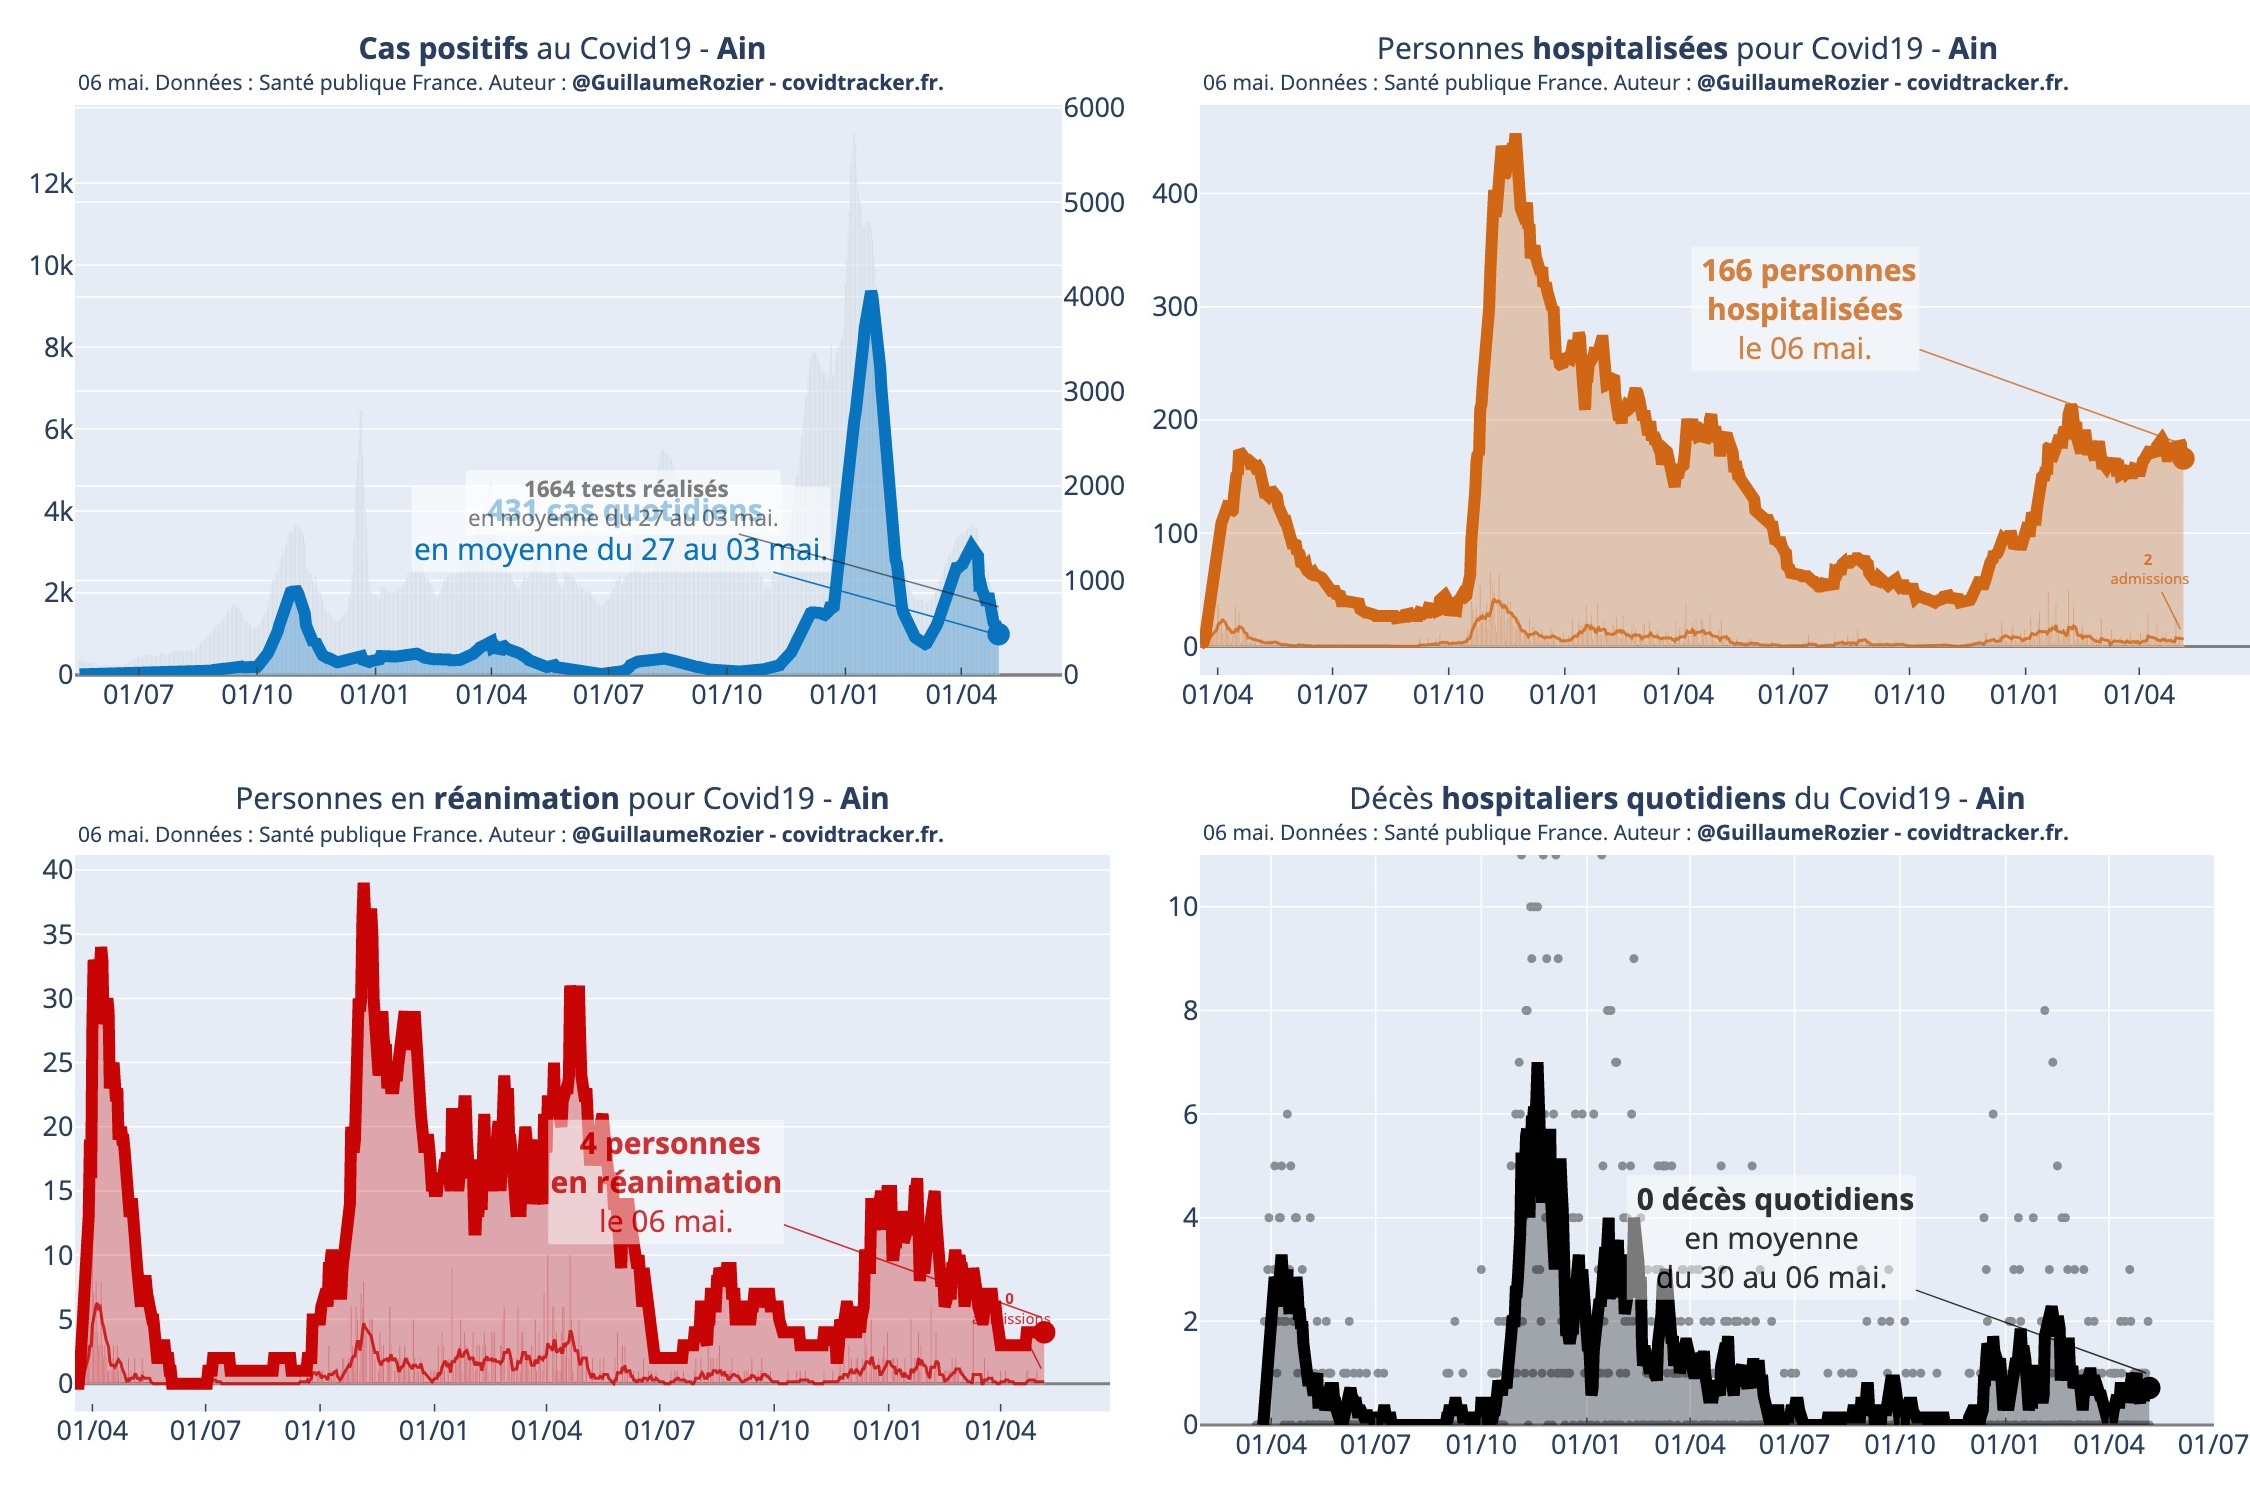 Cas positifs au Covid19 - Ain
06 mai. Données : Santé publique France. Auteur : @GuillaumeRozier - covidtracker.fr.
6000
5000
4000
3000
2000
1000
0
12k
10k
8k
6k
4k
2k
0
1664 tests réalisés
en moyenne du 27 au 03 mai.
431 cas quotidiens
en moyenne du 27 au 03 mai.
01/07 01/10 01/01 01/04 01/07 01/10 01/01 01/04
Personnes hospitalisées pour Covid19 - Ain
06 mai. Données : Santé publique France. Auteur : @GuillaumeRozier - covidtracker.fr.
400
300
200
100
0
166 personnes
hospitalisées
le 06 mai.
2
admissions
01/04 01/07 01/10 01/01 01/04 01/07 01/10 01/01 01/04
Personnes en réanimation pour Covid19 - Ain
06 mai. Données : Santé publique France. Auteur : @GuillaumeRozier - covidtracker.fr.
40
35
30
25
20
15
10
5
0
4 personnes
en réanimation
le 06 mai.
0
admissions
01/04 01/07 01/10 01/01 01/04 01/07 01/10 01/01 01/04
Décès hospitaliers quotidiens du Covid19 - Ain
06 mai. Données : Santé publique France. Auteur : @GuillaumeRozier - covidtracker.fr.
10
8
6
4
2
0
0 décès quotidiens
en moyenne
du 30 au 06 mai.
01/04 01/07 01/10 01/01 01/04 01/07 01/10 01/01 01/04 01/07